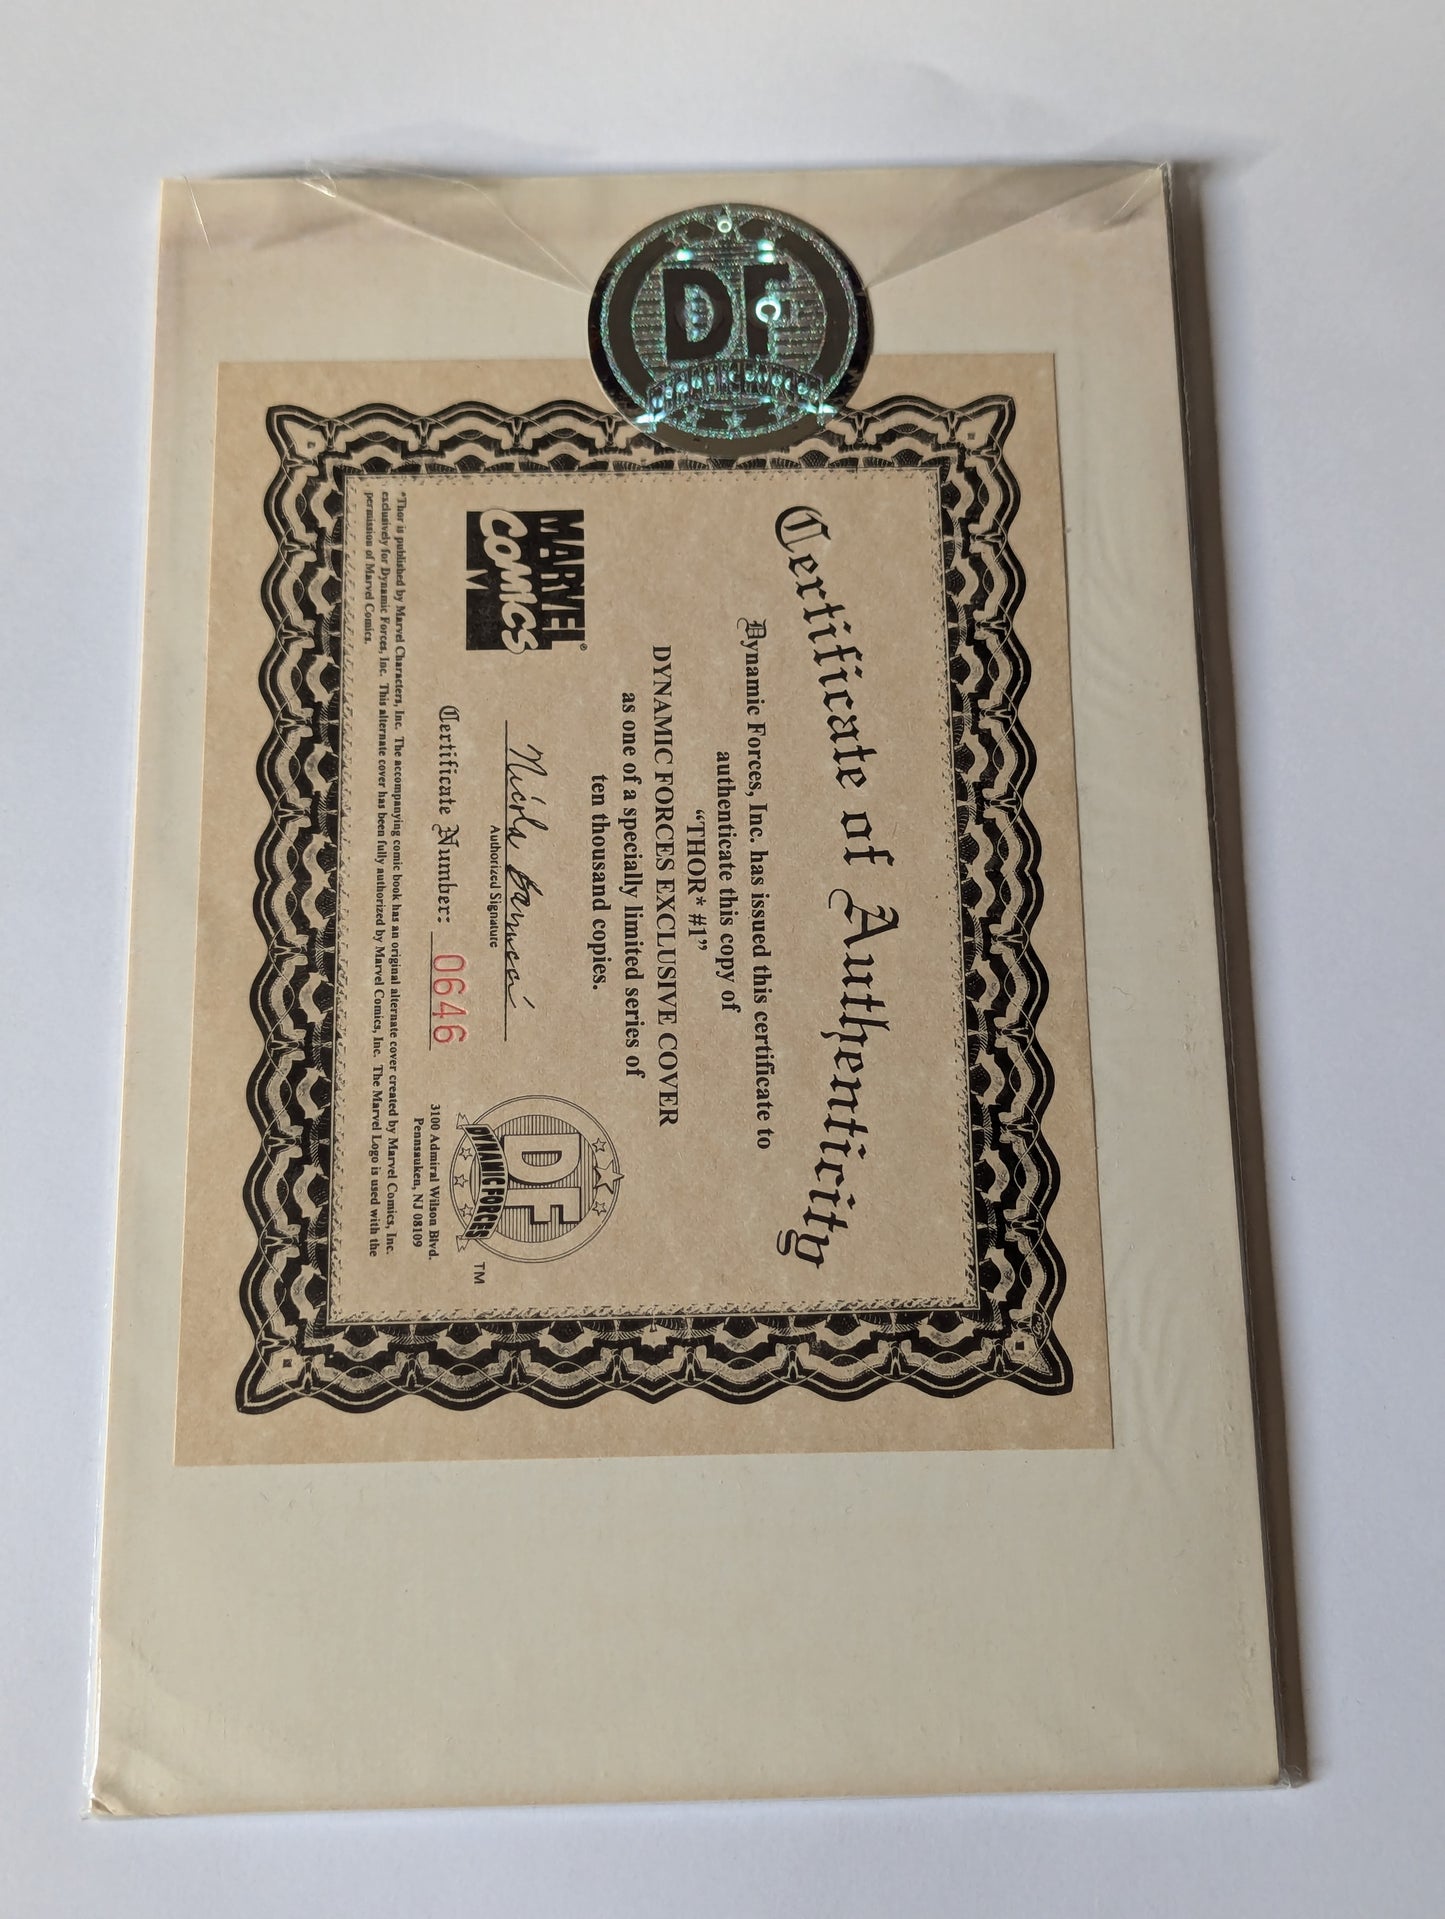 DF
DYNAMIC FORCES
Certificate of Authenticity
Dynamic Forces, Inc. has issued this certificate to
authenticate this copy of
“THOR* #1”
DYNAMIC FORCES EXCLUSIVE COVER
as one of a specially limited series of
ten thousand copies.
MARVEL®
COMICS
Nicola Barrucci
Authorized Signature
Certificate Number: 0646
DF
DYNAMIC FORCES
TM
3100 Admiral Wilson Blvd.
Pennsauken, NJ 08109
*Thor is published by Marvel Characters, Inc. The accompanying comic book has an original alternate cover created by Marvel Comics, Inc.
exclusively for Dynamic Forces, Inc. This alternate cover has been fully authorized by Marvel Comics, Inc. The Marvel Logo is used with the
permission of Marvel Comics.